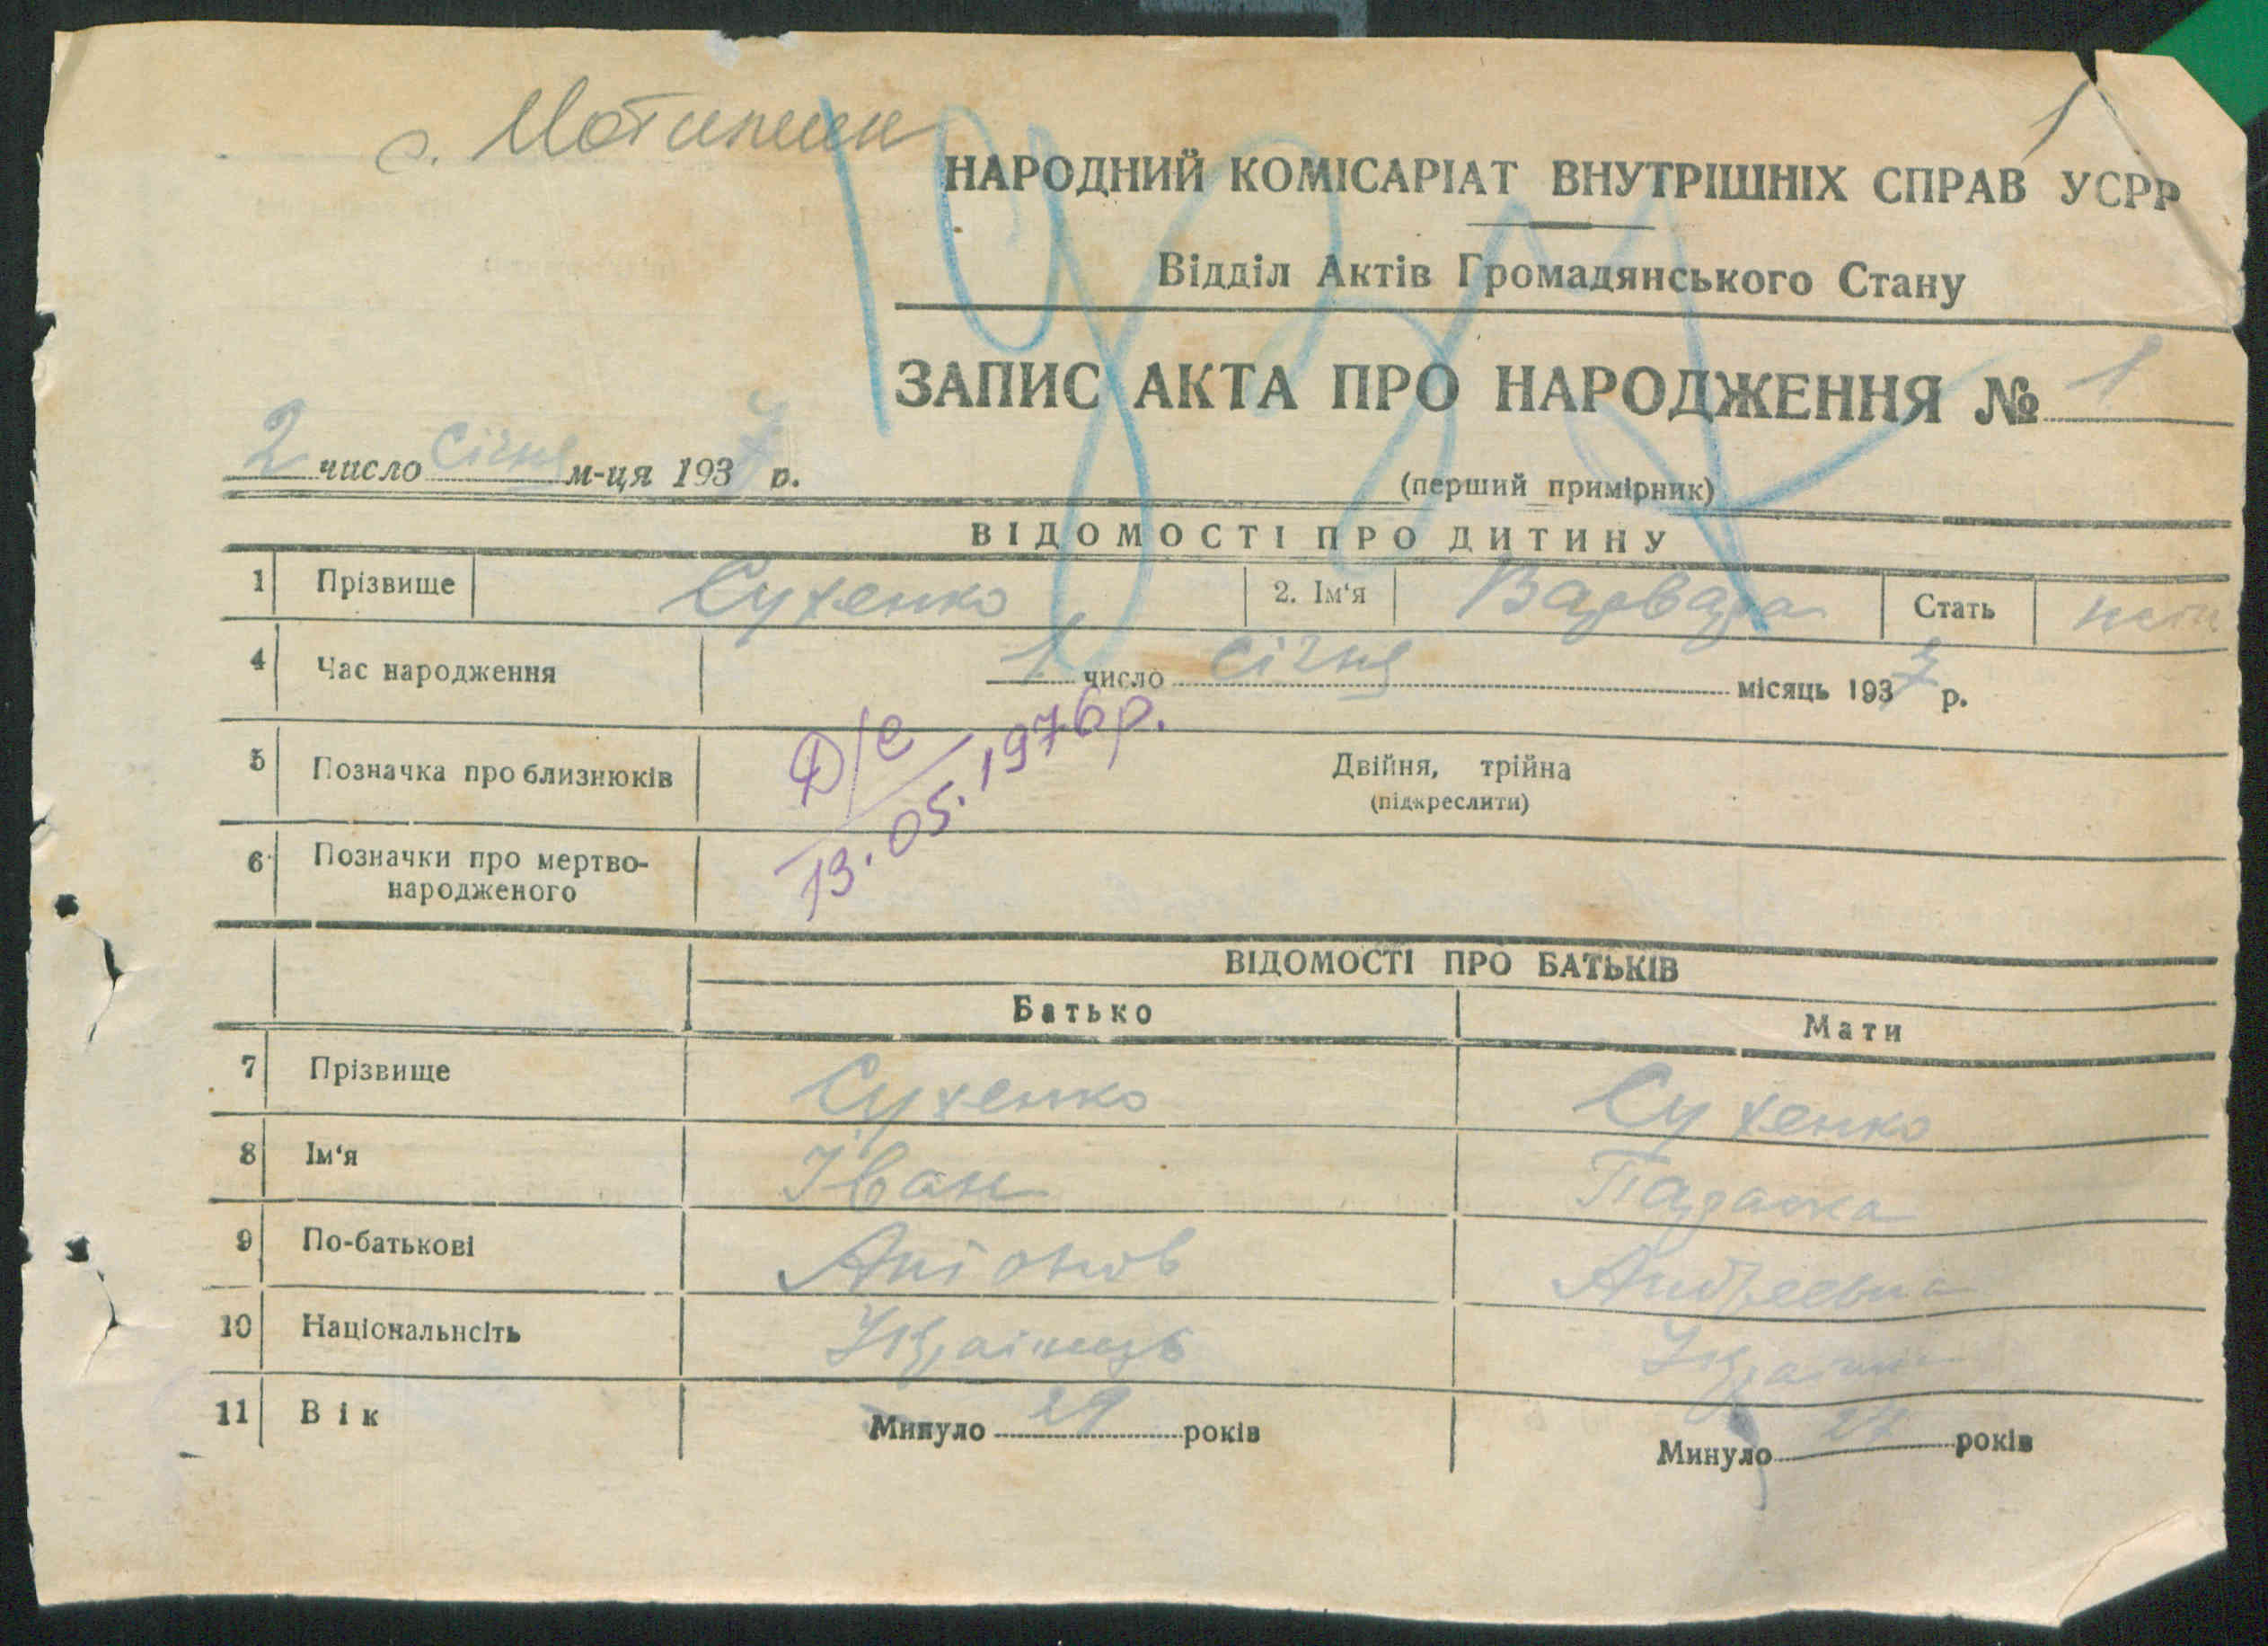 с. Мотижин
1
НАРОДНИЙ КОМІСАРІАТ ВНУТРІШНІХ СПРАВ УСРР
Відділ Актів Громадянського Стану
ЗАПИС АКТА ПРО НАРОДЖЕННЯ № 1
2 число січня м-ця 1937 р.
(перший примірник)
ВІДОМОСТІ ПРО ДИТИНУ
1 Прізвище Сухенко 2. Ім'я Варвара Стать
4 Час народження 1 число січня місяць 1937 р.
5 Позначка про близнюків Двійня, трійна
(підкреслити)
Д/с
13.05.1976р.
6 Позначки про мертво-
народженого
ВІДОМОСТІ ПРО БАТЬКІВ
Батько Мати
7 Прізвище Сухенко Сухенко
8 Ім'я Іван Параска
9 По-батькові Антонов Андреевна
10 Національнсіть Українець
11 Вік Минуло 29 років Минуло років